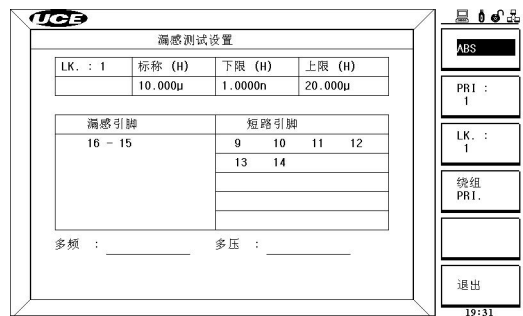 UCE
漏感测试设置
LK. : 1 标称 (H) 下限 (H) 上限 (H)
10.000μ 1.0000n 20.000μ
漏感引脚 短路引脚
16 - 15 9 10 11 12
13 14
多频 : 多压 :
ABS
PRI :
1
LK. :
1
绕组
PRI.
退出
19:31